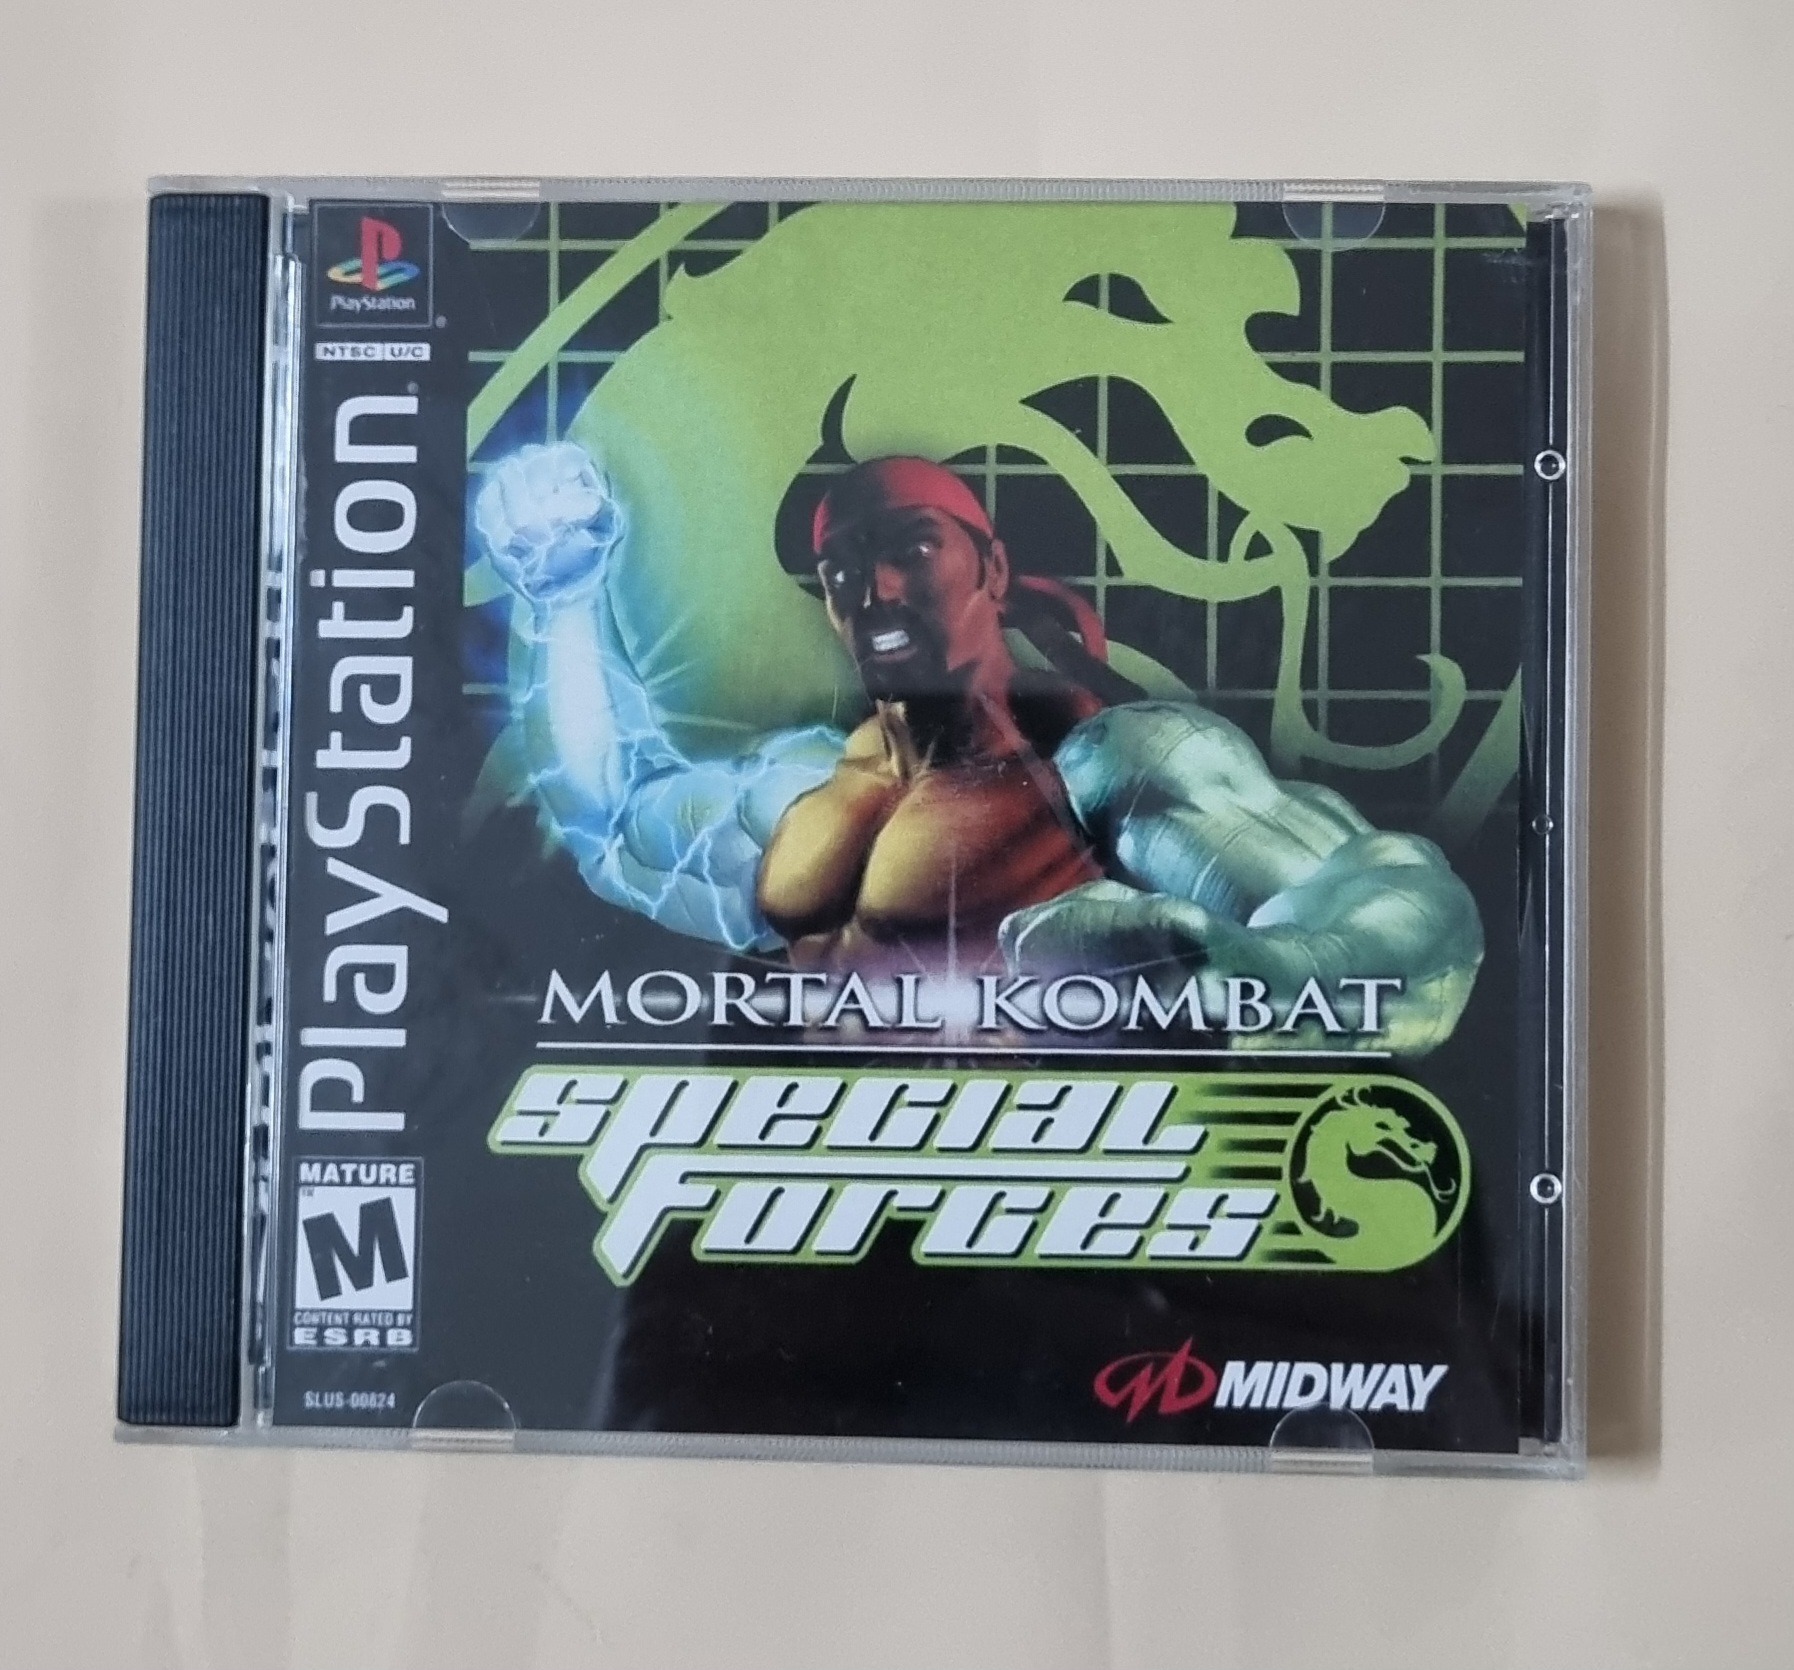 PlayStation
NTSC U/C
PlayStation
MORTAL KOMBAT
special
forces
MATURE
M
CONTENT RATED BY
ESRB
SLUS-00824
MIDWAY